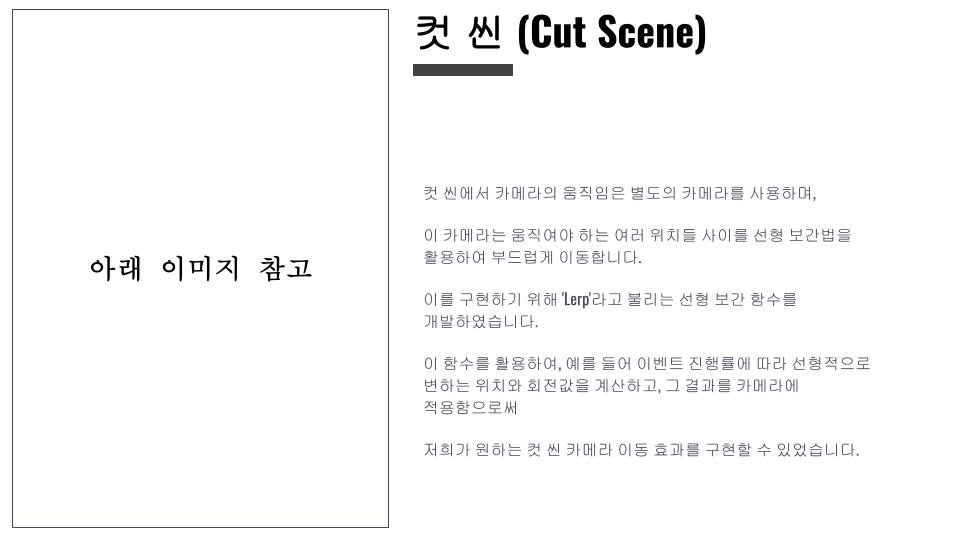 컷 씬 (Cut Scene)
아래 이미지 참고
컷 씬에서 카메라의 움직임은 별도의 카메라를 사용하며,
이 카메라는 움직여야 하는 여러 위치들 사이를 선형 보간법을
활용하여 부드럽게 이동합니다.
이를 구현하기 위해 'Lerp'라고 불리는 선형 보간 함수를
개발하였습니다.
이 함수를 활용하여, 예를 들어 이벤트 진행률에 따라 선형적으로
변하는 위치와 회전값을 계산하고, 그 결과를 카메라에
적용함으로써
저희가 원하는 컷 씬 카메라 이동 효과를 구현할 수 있었습니다.